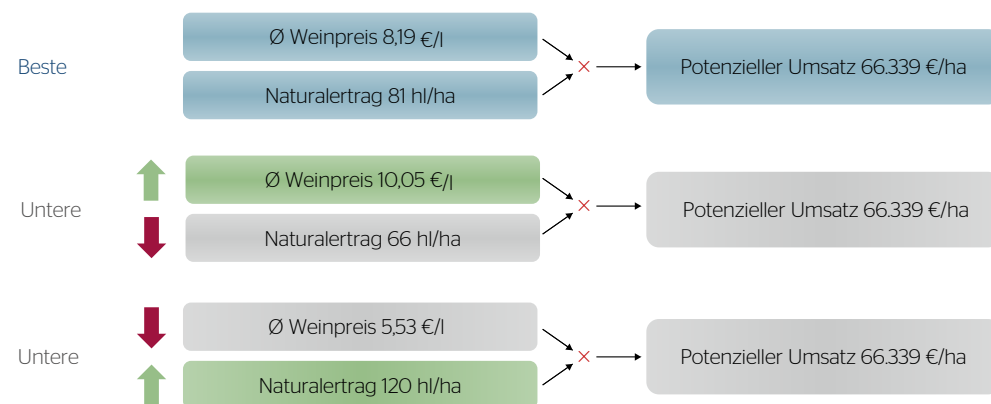 Ø Weinpreis 8,19 €/l
Beste
Naturalertrag 81 hl/ha
× Potenzieller Umsatz 66.339 €/ha
Ø Weinpreis 10,05 €/l
Untere
Naturalertrag 66 hl/ha
× Potenzieller Umsatz 66.339 €/ha
Ø Weinpreis 5,53 €/l
Untere
Naturalertrag 120 hl/ha
× Potenzieller Umsatz 66.339 €/ha